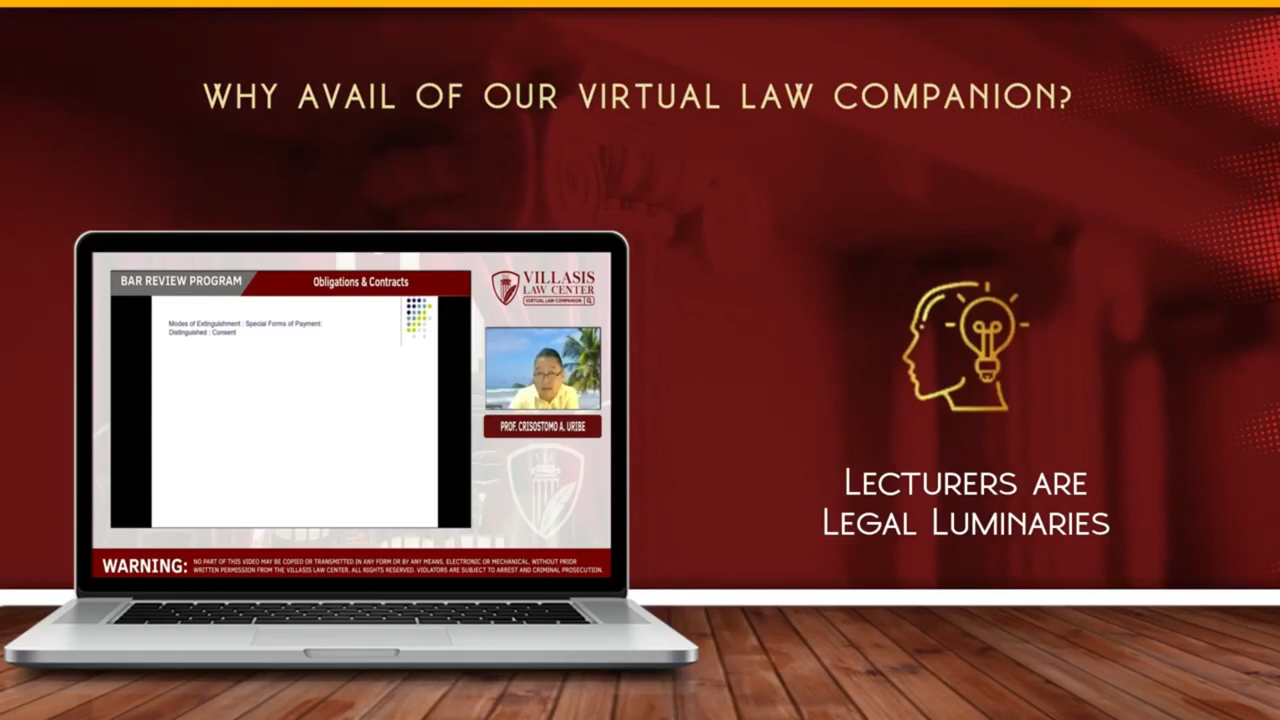 WHY AVAIL OF OUR VIRTUAL LAW COMPANION?
BAR REVIEW PROGRAM
Obligations & Contracts
VILLASIS
LAW CENTER
VIRTUAL LAW COMPANION
Modes of Extinguishment : Special Forms of Payment:
Distinguished : Consent
PROF. CRISOSTOMO A. URIBE
WARNING:
NO PART OF THIS VIDEO MAY BE COPIED OR TRANSMITTED IN ANY FORM OR BY ANY MEANS, ELECTRONIC OR MECHANICAL, WITHOUT PRIOR
WRITTEN PERMISSION FROM THE VILLASIS LAW CENTER. ALL RIGHTS RESERVED. VIOLATORS ARE SUBJECT TO ARREST AND CRIMINAL PROSECUTION.
LECTURERS ARE
LEGAL LUMINARIES